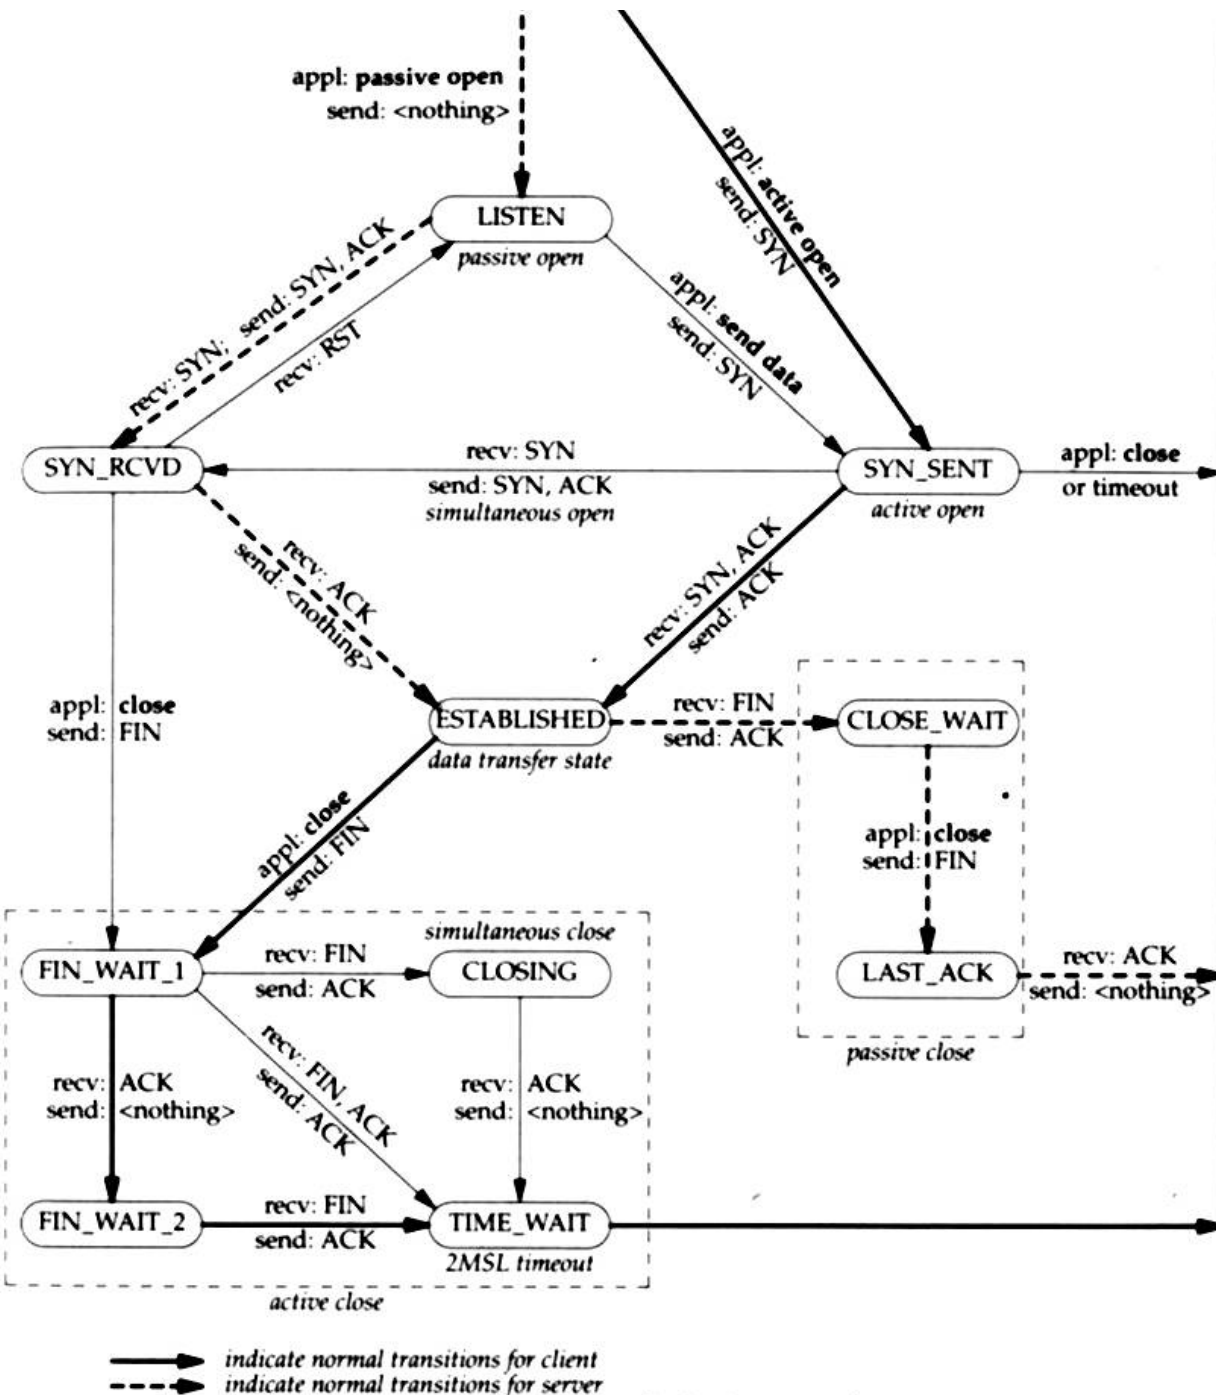 appl: passive open
send: <nothing>
appl: active open
send: SYN
LISTEN
passive open
recv: SYN; send: SYN, ACK
recv: RST
appl: send data
send: SYN
SYN_RCVD
recv: SYN
send: SYN, ACK
simultaneous open
SYN_SENT
active open
appl: close
or timeout
recv: ACK
send: <nothing>
recv: SYN, ACK
send: ACK
appl: close
send: FIN
ESTABLISHED
data transfer state
recv: FIN
send: ACK
CLOSE_WAIT
appl: close
send: FIN
appl: close
send: FIN
LAST_ACK
recv: ACK
send: <nothing>
passive close
simultaneous close
FIN_WAIT_1
recv: FIN
send: ACK
CLOSING
recv: ACK
send: <nothing>
recv: FIN, ACK
send: ACK
recv: ACK
send: <nothing>
FIN_WAIT_2
recv: FIN
send: ACK
TIME_WAIT
2MSL timeout
active close
indicate normal transitions for client
indicate normal transitions for server